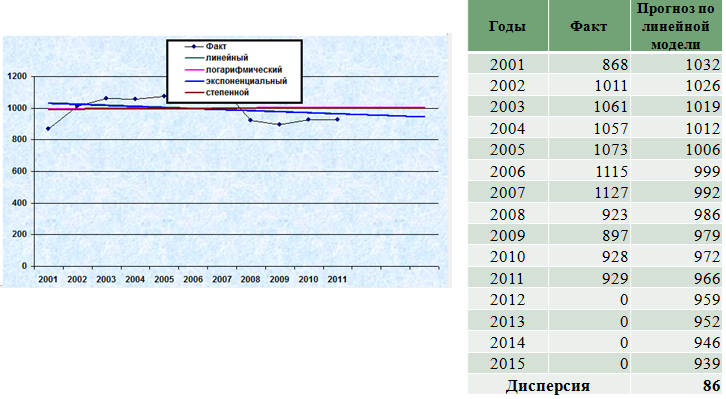 Факт
линейный
логарифмический
экспоненциальный
степенной
1200
1000
800
600
400
200
0
2001 2002 2003 2004 2005 2006 2007 2008 2009 2010 2011
Годы Факт Прогноз по линейной модели
2001 868 1032
2002 1011 1026
2003 1061 1019
2004 1057 1012
2005 1073 1006
2006 1115 999
2007 1127 992
2008 923 986
2009 897 979
2010 928 972
2011 929 966
2012 0 959
2013 0 952
2014 0 946
2015 0 939
Дисперсия 86